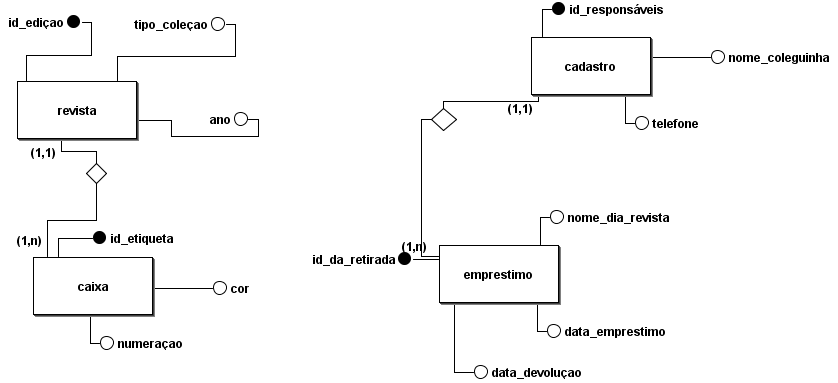 id_ediçao
tipo_coleçao
revista
ano
(1,1)
(1,n)
id_etiqueta
caixa
cor
numeraçao
id_responsáveis
cadastro
nome_coleguinha
(1,1)
telefone
nome_dia_revista
(1,n)
id_da_retirada
emprestimo
data_emprestimo
data_devoluçao